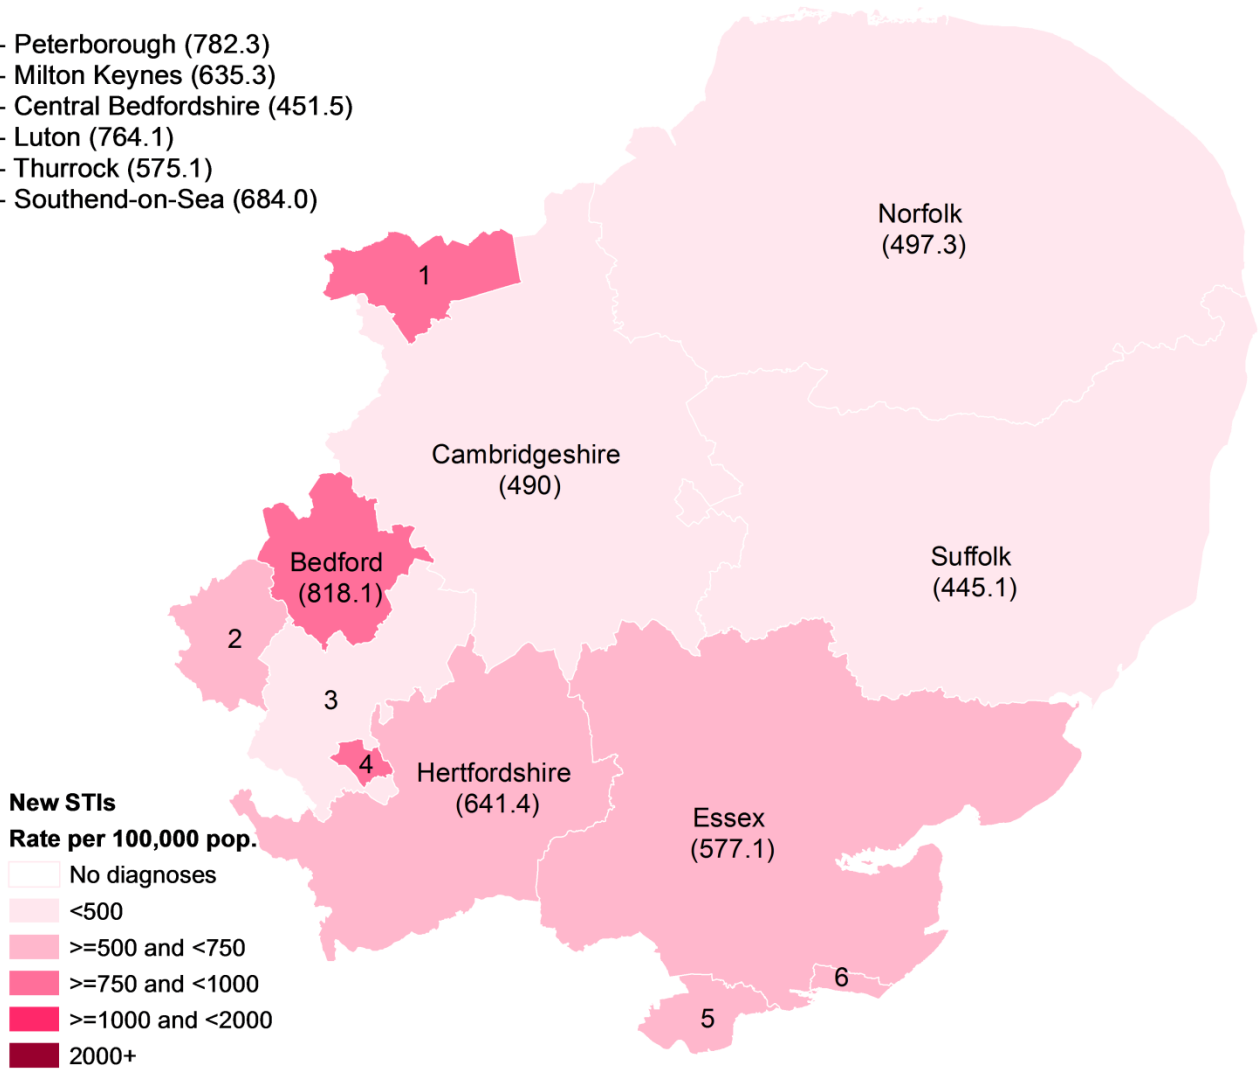 - Peterborough (782.3)
- Milton Keynes (635.3)
- Central Bedfordshire (451.5)
- Luton (764.1)
- Thurrock (575.1)
- Southend-on-Sea (684.0)
Norfolk
(497.3)
1
Cambridgeshire
(490)
Bedford
(818.1)
Suffolk
(445.1)
2
3
4
Hertfordshire
(641.4)
Essex
(577.1)
6
5
New STIs
Rate per 100,000 pop.
No diagnoses
<500
>=500 and <750
>=750 and <1000
>=1000 and <2000
2000+